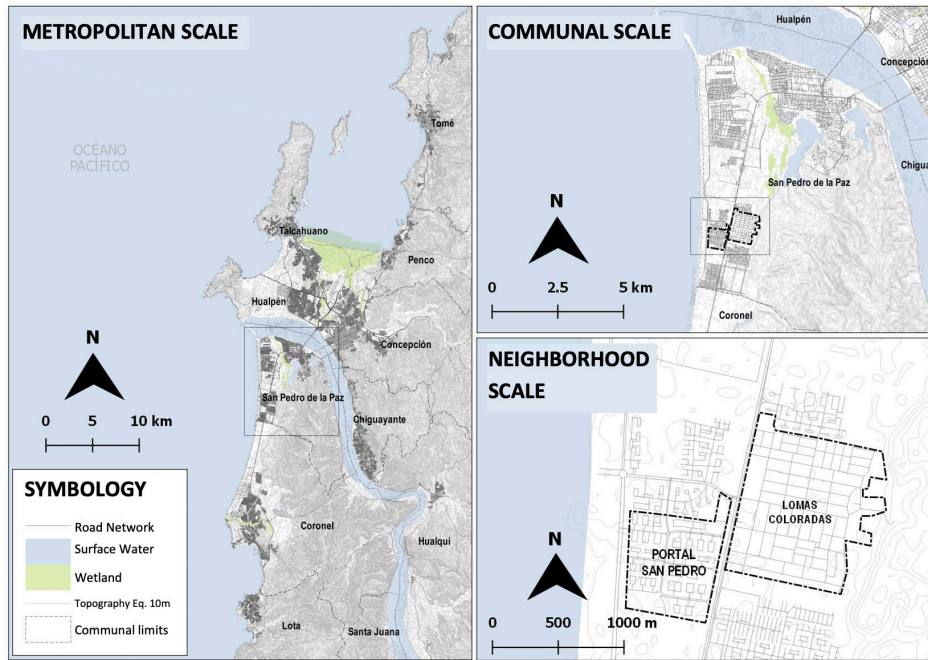 METROPOLITAN SCALE
OCÉANO
PACÍFICO
Tomé
Talcahuano
Penco
Hualpén
Concepción
N
San Pedro de la Paz
Chiguayante
0 5 10 km
SYMBOLOGY
Road Network
Surface Water
Wetland
Topography Eq. 10m
Communal limits
Coronel
Hualqui
Lota
Santa Juana
COMMUNAL SCALE
Hualpén
Concepción
Chigua
San Pedro de la Paz
N
0 2.5 5 km
Coronel
NEIGHBORHOOD
SCALE
LOMAS
COLORADAS
PORTAL
SAN PEDRO
N
0 500 1000 m